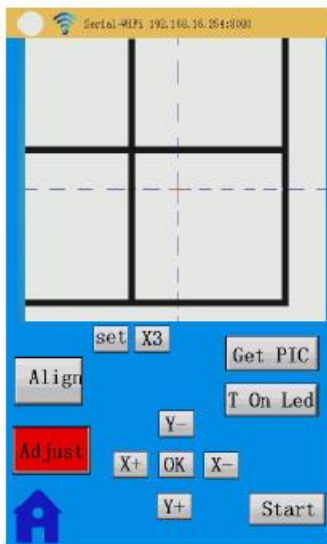 Serial-WiFi 192.168.16.254:8080
set X3
Get PIC
Align
T On Led
Y-
Adjust
X+ OK X-
Y+
Start